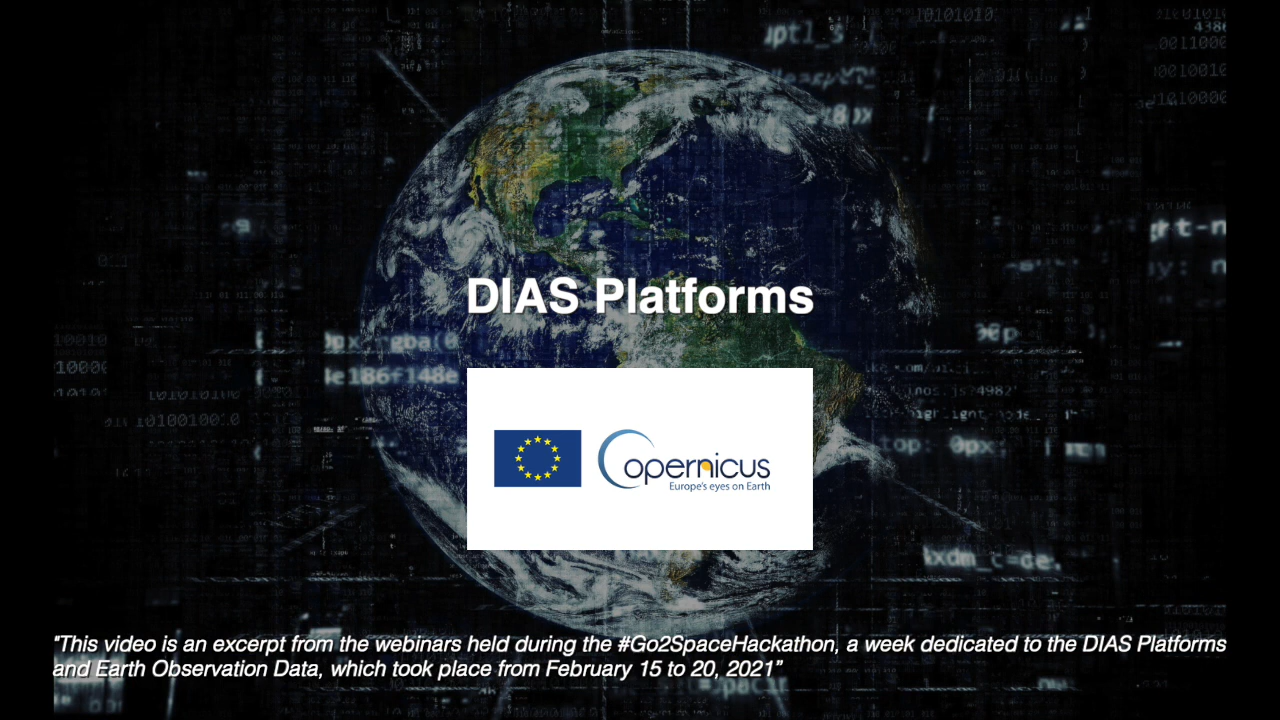 DIAS Platforms
Copernicus
Europe's eyes on Earth
"This video is an excerpt from the webinars held during the #Go2SpaceHackathon, a week dedicated to the DIAS Platforms
and Earth Observation Data, which took place from February 15 to 20, 2021”